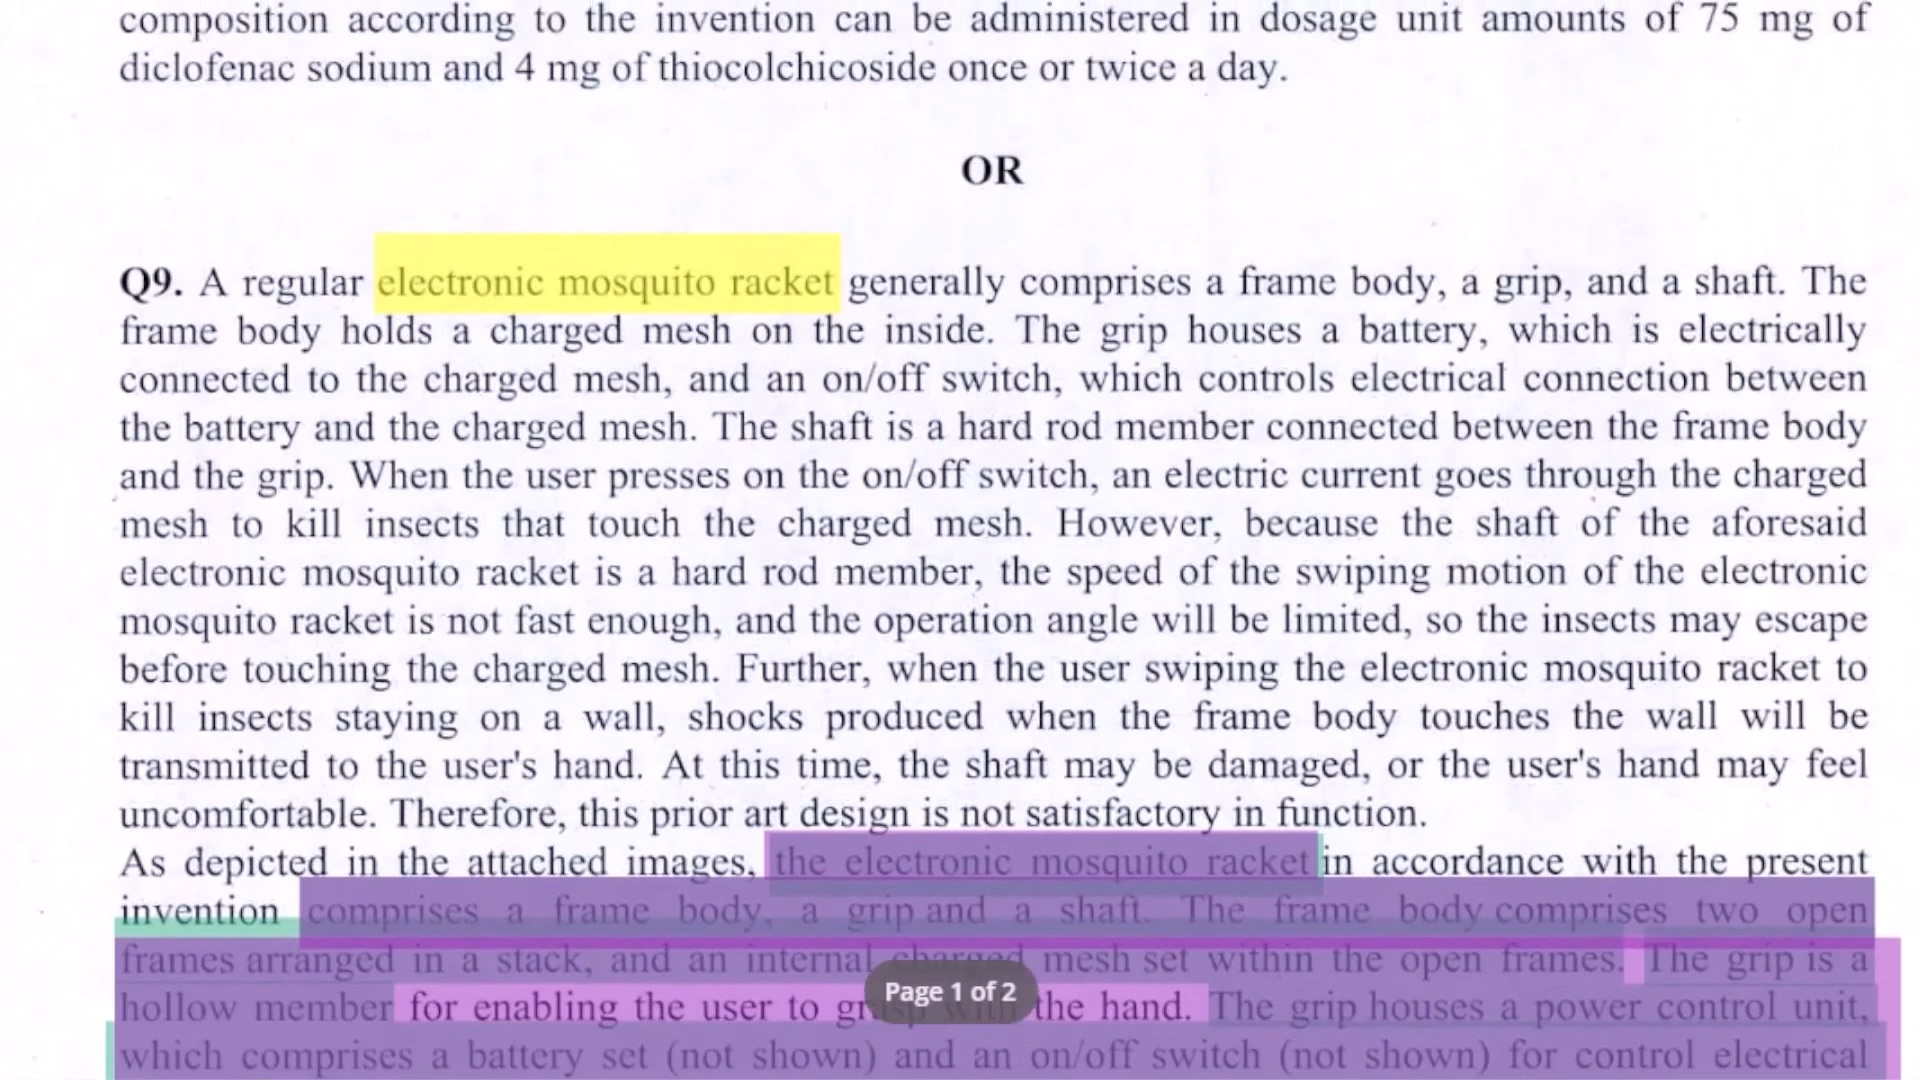 composition according to the invention can be administered in dosage unit amounts of 75 mg of
diclofenac sodium and 4 mg of thiocolchicoside once or twice a day.
OR
Q9. A regular electronic mosquito racket generally comprises a frame body, a grip, and a shaft. The
frame body holds a charged mesh on the inside. The grip houses a battery, which is electrically
connected to the charged mesh, and an on/off switch, which controls electrical connection between
the battery and the charged mesh. The shaft is a hard rod member connected between the frame body
and the grip. When the user presses on the on/off switch, an electric current goes through the charged
mesh to kill insects that touch the charged mesh. However, because the shaft of the aforesaid
electronic mosquito racket is a hard rod member, the speed of the swiping motion of the electronic
mosquito racket is not fast enough, and the operation angle will be limited, so the insects may escape
before touching the charged mesh. Further, when the user swiping the electronic mosquito racket to
kill insects staying on a wall, shocks produced when the frame body touches the wall will be
transmitted to the user's hand. At this time, the shaft may be damaged, or the user's hand may feel
uncomfortable. Therefore, this prior art design is not satisfactory in function.
As depicted in the attached images, the electronic mosquito racket in accordance with the present
invention comprises a frame body, a grip and a shaft. The frame body comprises two open
frames arranged in a stack, and an internal charged mesh set within the open frames. The grip is a
hollow member for enabling the user to grasp with the hand. The grip houses a power control unit,
which comprises a battery set (not shown) and an on/off switch (not shown) for control electrical
Page 1 of 2